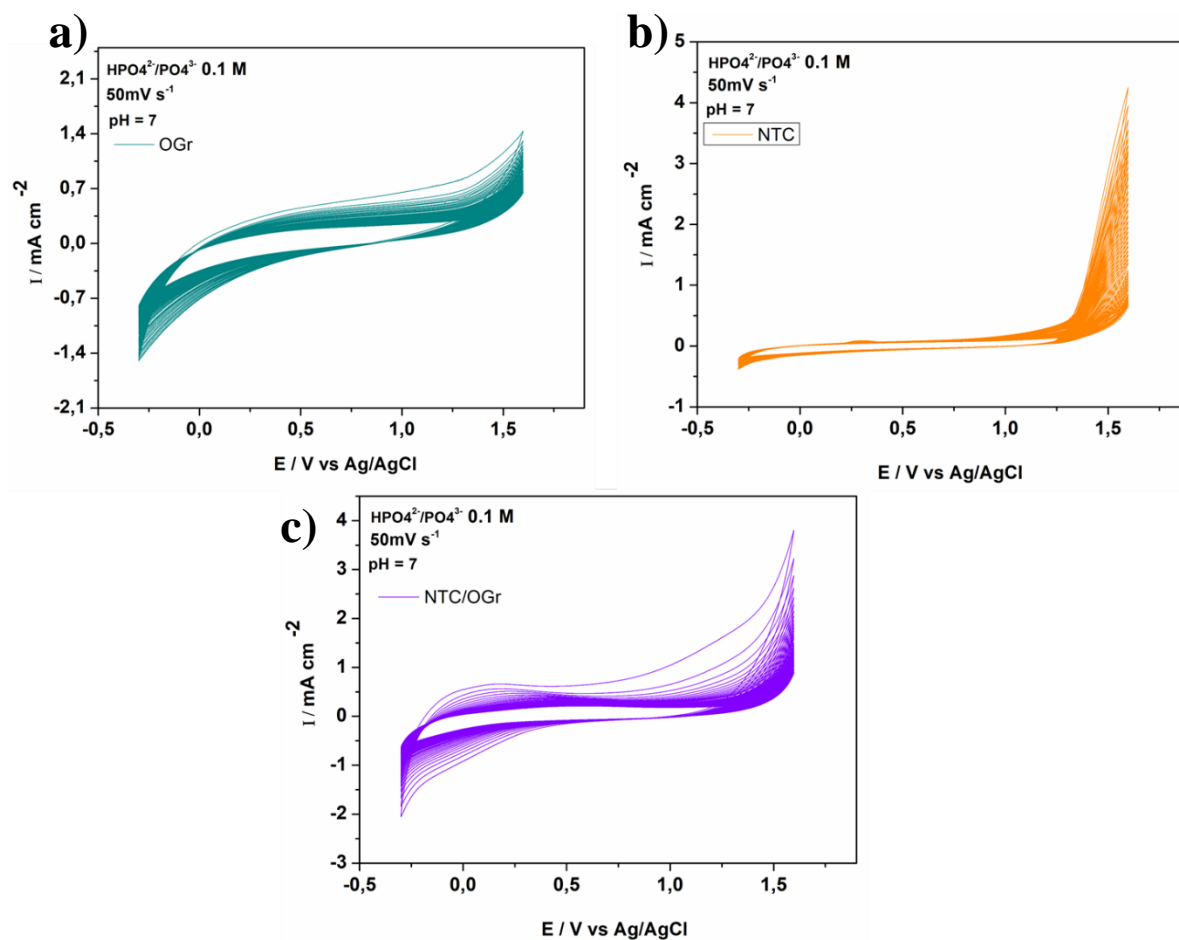 a)
HPO4²⁻/PO4³⁻ 0.1 M
50mV s⁻¹
pH = 7
OGr
2,1
1,4
0,7
0,0
-0,7
-1,4
-2,1
I / mA cm⁻²
-0,5 0,0 0,5 1,0 1,5
E / V vs Ag/AgCl
b)
HPO4²⁻/PO4³⁻ 0.1 M
50mV s⁻¹
pH = 7
NTC
5
4
3
2
1
0
-1
I / mA cm⁻²
-0,5 0,0 0,5 1,0 1,5
E / V vs Ag/AgCl
c)
HPO4²⁻/PO4³⁻ 0.1 M
50mV s⁻¹
pH = 7
NTC/OGr
4
3
2
1
0
-1
-2
-3
I / mA cm⁻²
-0,5 0,0 0,5 1,0 1,5
E / V vs Ag/AgCl